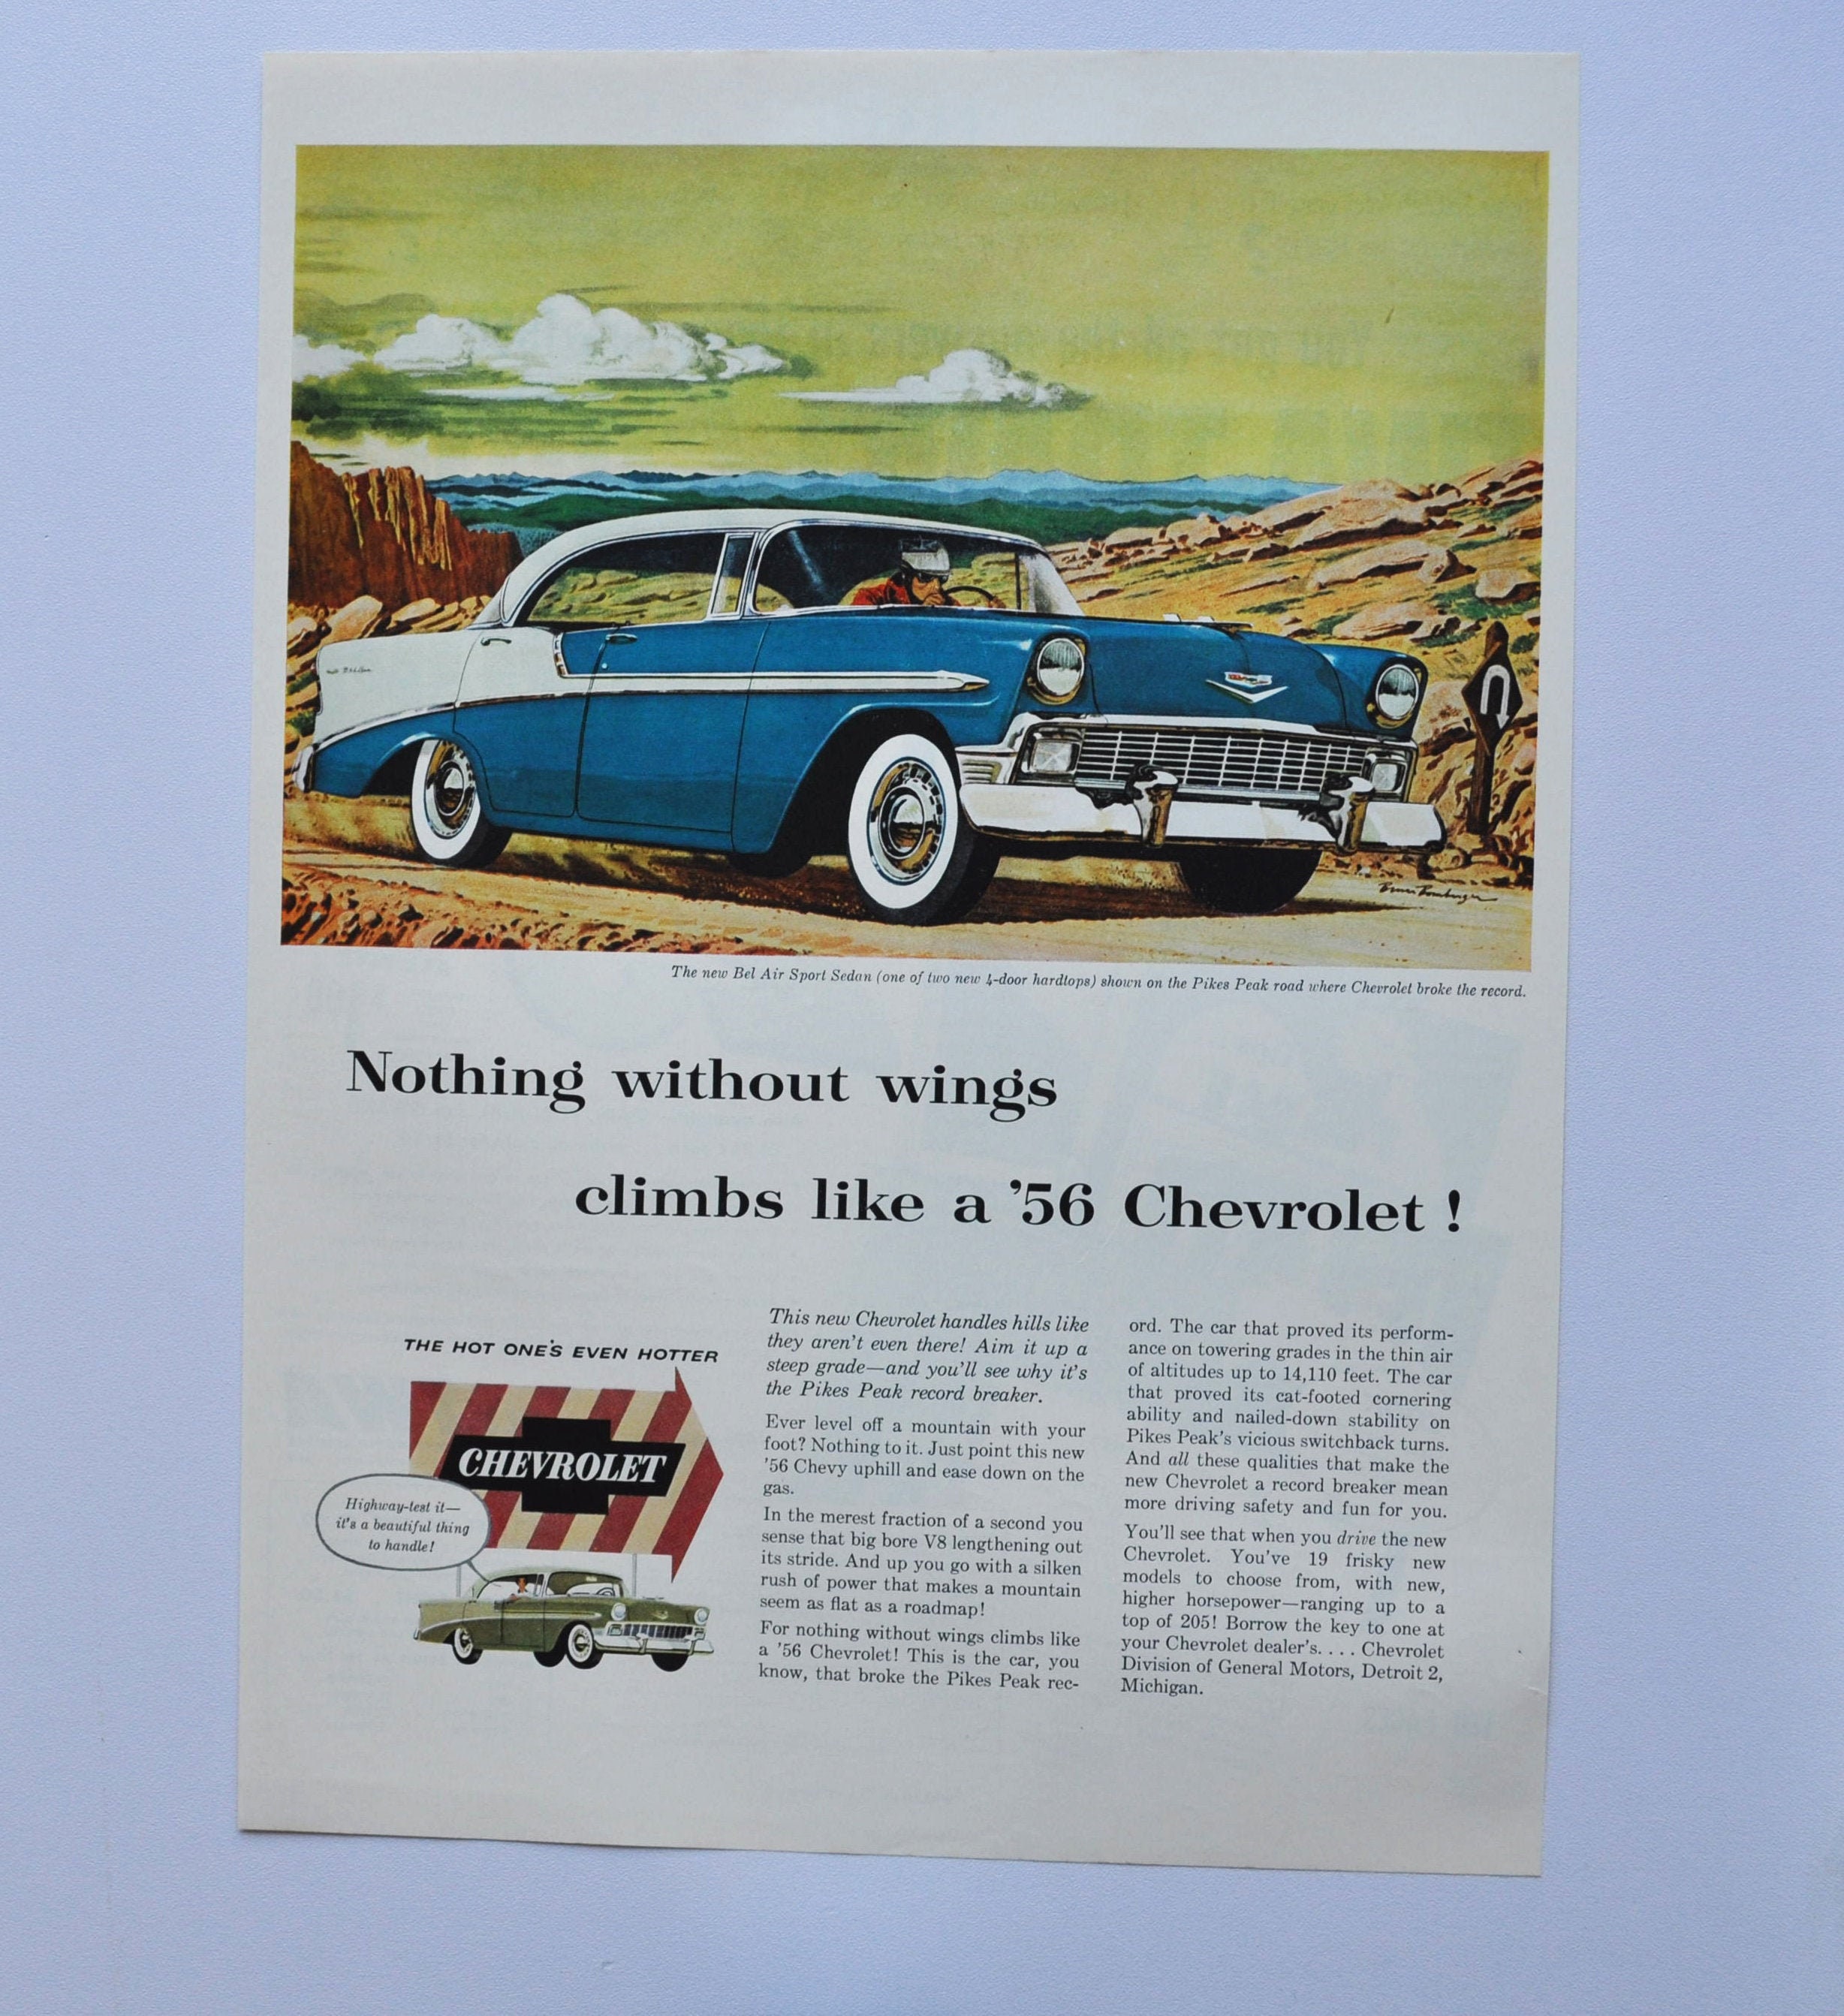 The new Bel Air Sport Sedan (one of two new 4-door hardtops) shown on the Pikes Peak road where Chevrolet broke the record.
Nothing without wings
climbs like a '56 Chevrolet!
THE HOT ONE'S EVEN HOTTER
CHEVROLET
Highway-test it—
it's a beautiful thing
to handle!
This new Chevrolet handles hills like
they aren't even there! Aim it up a
steep grade—and you'll see why it's
the Pikes Peak record breaker.
Ever level off a mountain with your
foot? Nothing to it. Just point this new
'56 Chevy uphill and ease down on the
gas.
In the merest fraction of a second you
sense that big bore V8 lengthening out
its stride. And up you go with a silken
rush of power that makes a mountain
seem as flat as a roadmap!
For nothing without wings climbs like
a '56 Chevrolet! This is the car, you
know, that broke the Pikes Peak rec-
ord. The car that proved its perform-
ance on towering grades in the thin air
of altitudes up to 14,110 feet. The car
that proved its cat-footed cornering
ability and nailed-down stability on
Pikes Peak's vicious switchback turns.
And all these qualities that make the
new Chevrolet a record breaker mean
more driving safety and fun for you.
You'll see that when you drive the new
Chevrolet. You've 19 frisky new
models to choose from, with new,
higher horsepower—ranging up to a
top of 205! Borrow the key to one at
your Chevrolet dealer's. . . . Chevrolet
Division of General Motors, Detroit 2,
Michigan.